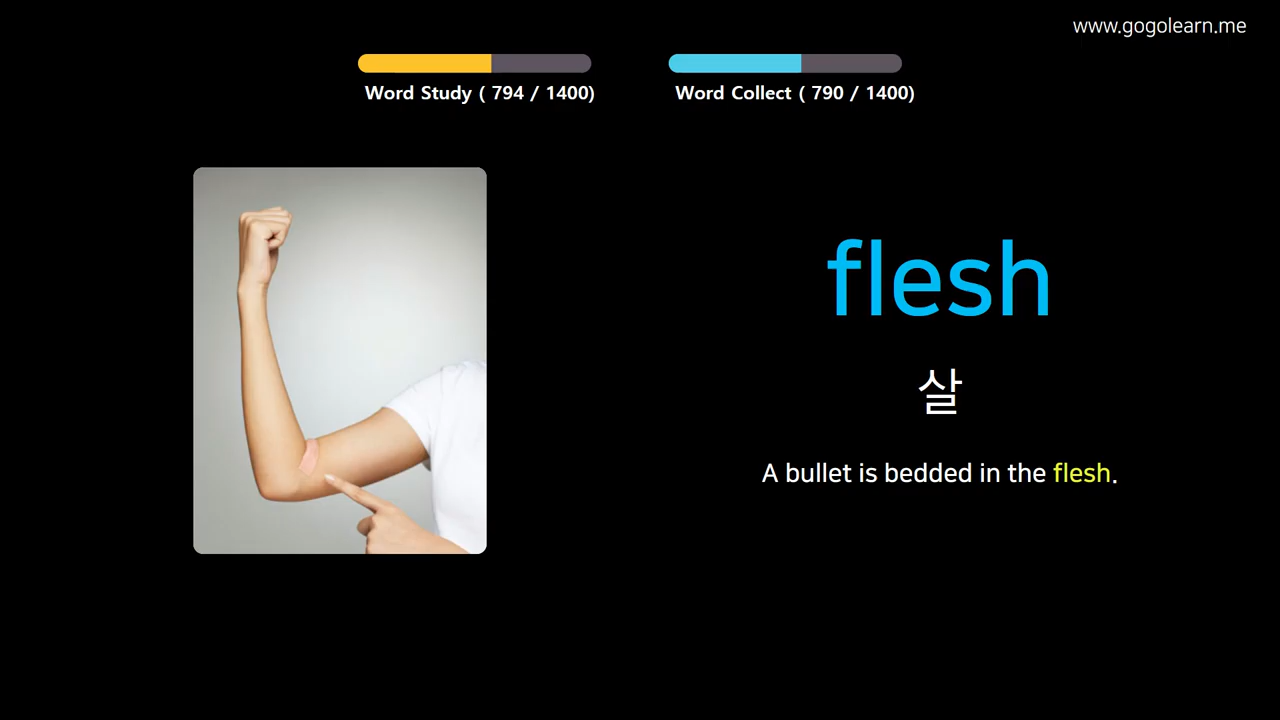 www.gogolearn.me
Word Study ( 794 / 1400)
Word Collect ( 790 / 1400)
flesh
살
A bullet is bedded in the flesh.